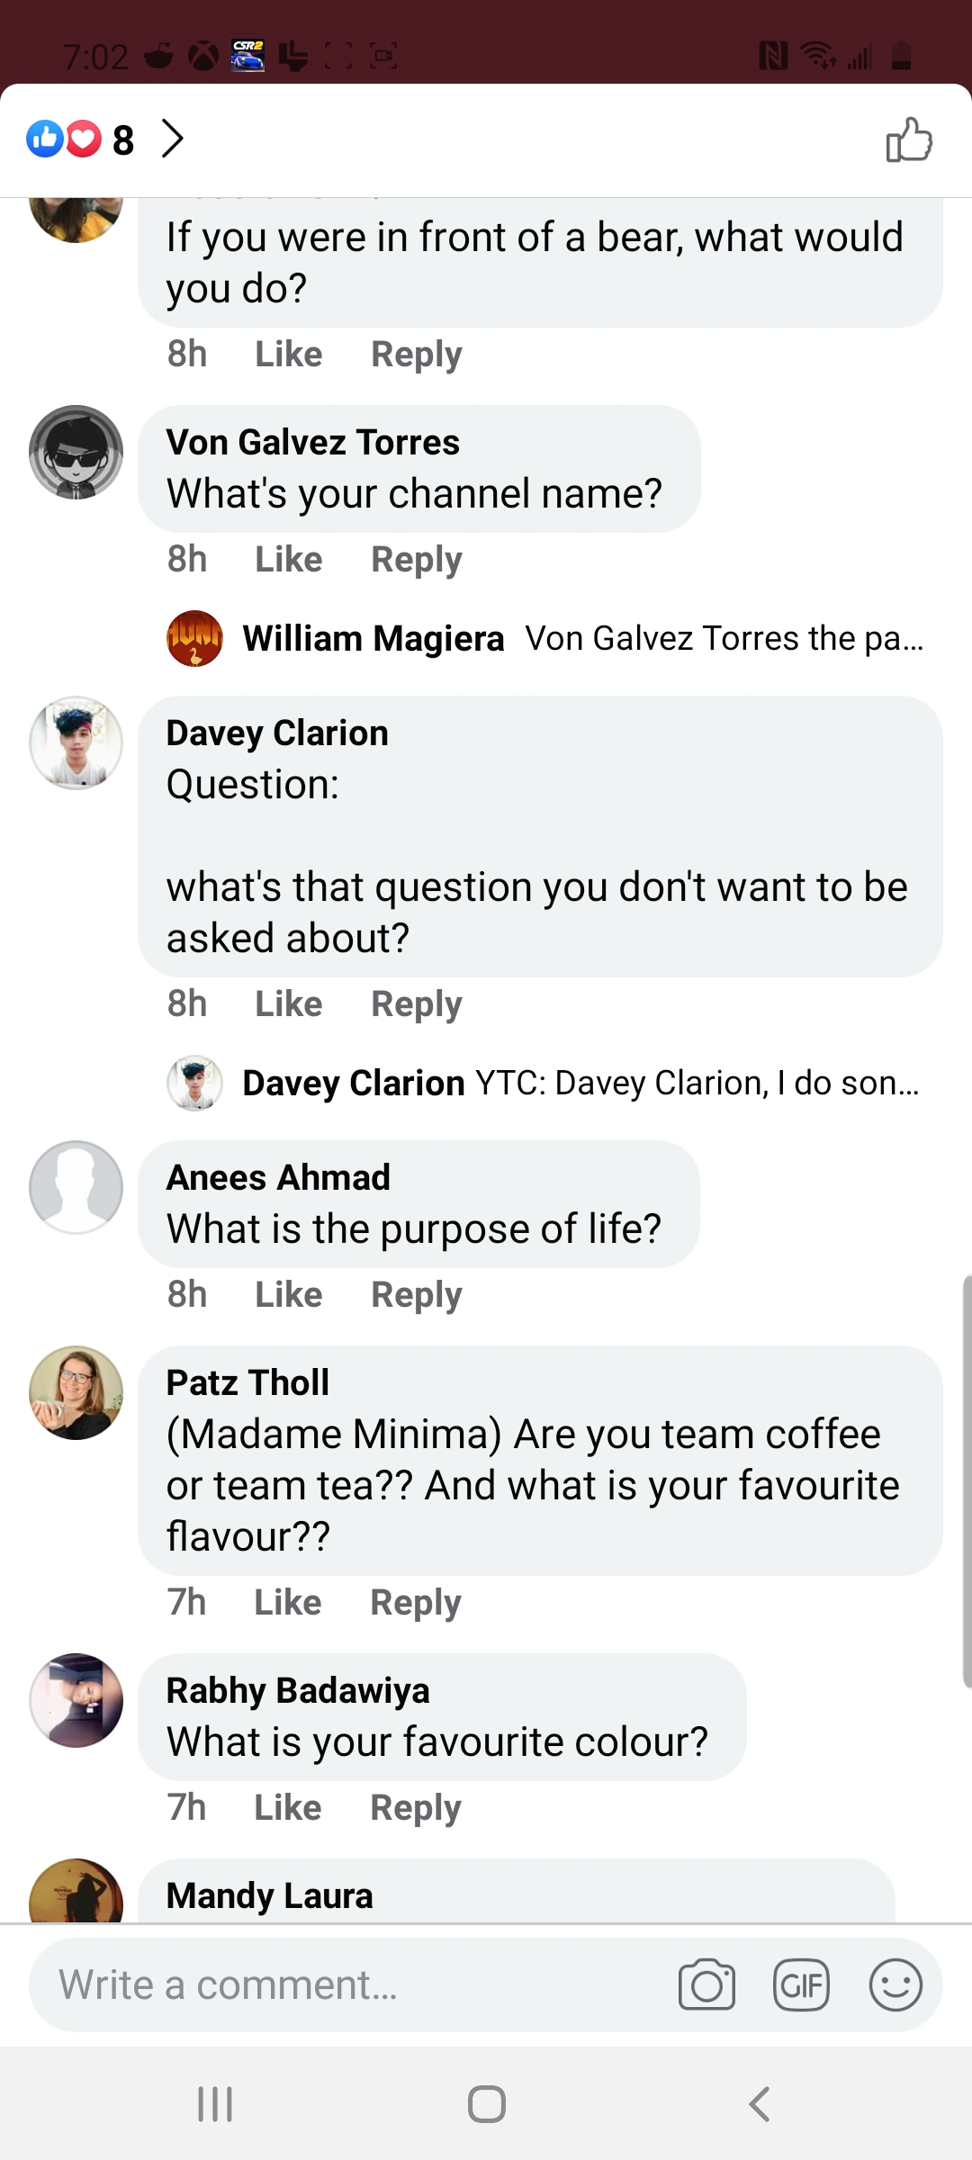 7:02
CSR2
8
If you were in front of a bear, what would
you do?
8h Like Reply
Von Galvez Torres
What's your channel name?
8h Like Reply
William Magiera Von Galvez Torres the pa...
Davey Clarion
Question:
what's that question you don't want to be
asked about?
8h Like Reply
Davey Clarion YTC: Davey Clarion, I do son...
Anees Ahmad
What is the purpose of life?
8h Like Reply
Patz Tholl
(Madame Minima) Are you team coffee
or team tea?? And what is your favourite
flavour??
7h Like Reply
Rabhy Badawiya
What is your favourite colour?
7h Like Reply
Mandy Laura
Write a comment...
GIF